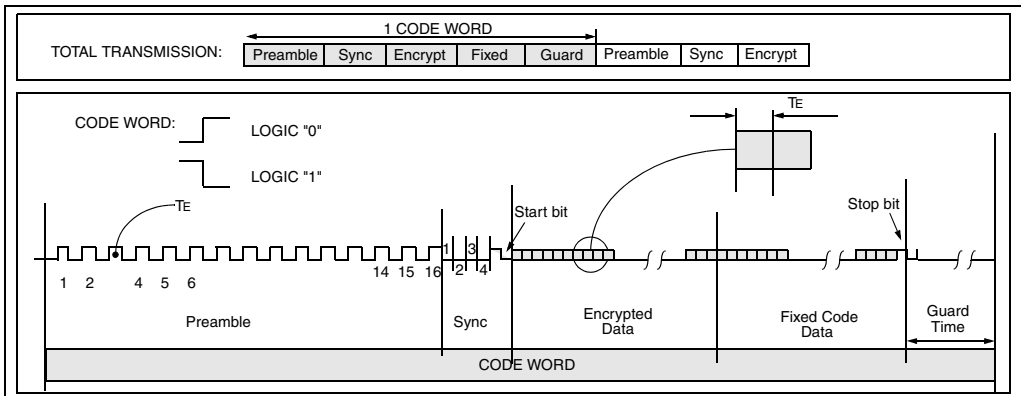 1 CODE WORD
TOTAL TRANSMISSION: Preamble Sync Encrypt Fixed Guard Preamble Sync Encrypt
TE
CODE WORD:
LOGIC "0"
LOGIC "1"
TE
Start bit
Stop bit
1 2 4 5 6 14 15 16 1 2 3 4
Preamble
Sync
Encrypted
Data
Fixed Code
Data
Guard
Time
CODE WORD